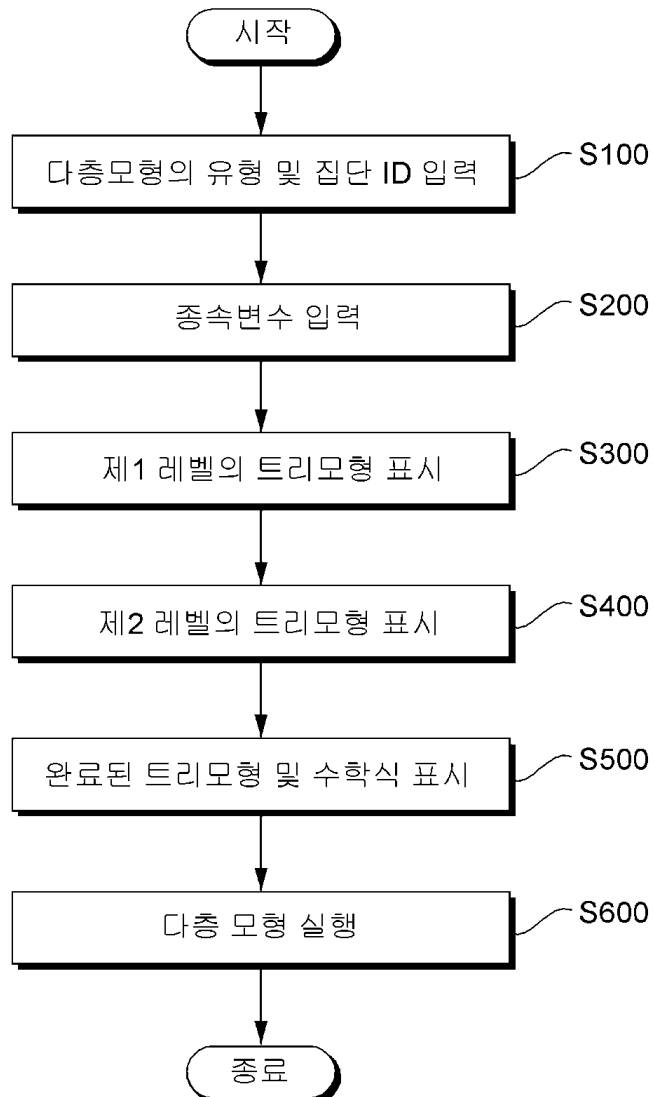 시작
다층모형의 유형 및 집단 ID 입력
S100
종속변수 입력
S200
제1 레벨의 트리모형 표시
S300
제2 레벨의 트리모형 표시
S400
완료된 트리모형 및 수학식 표시
S500
다층 모형 실행
S600
종료